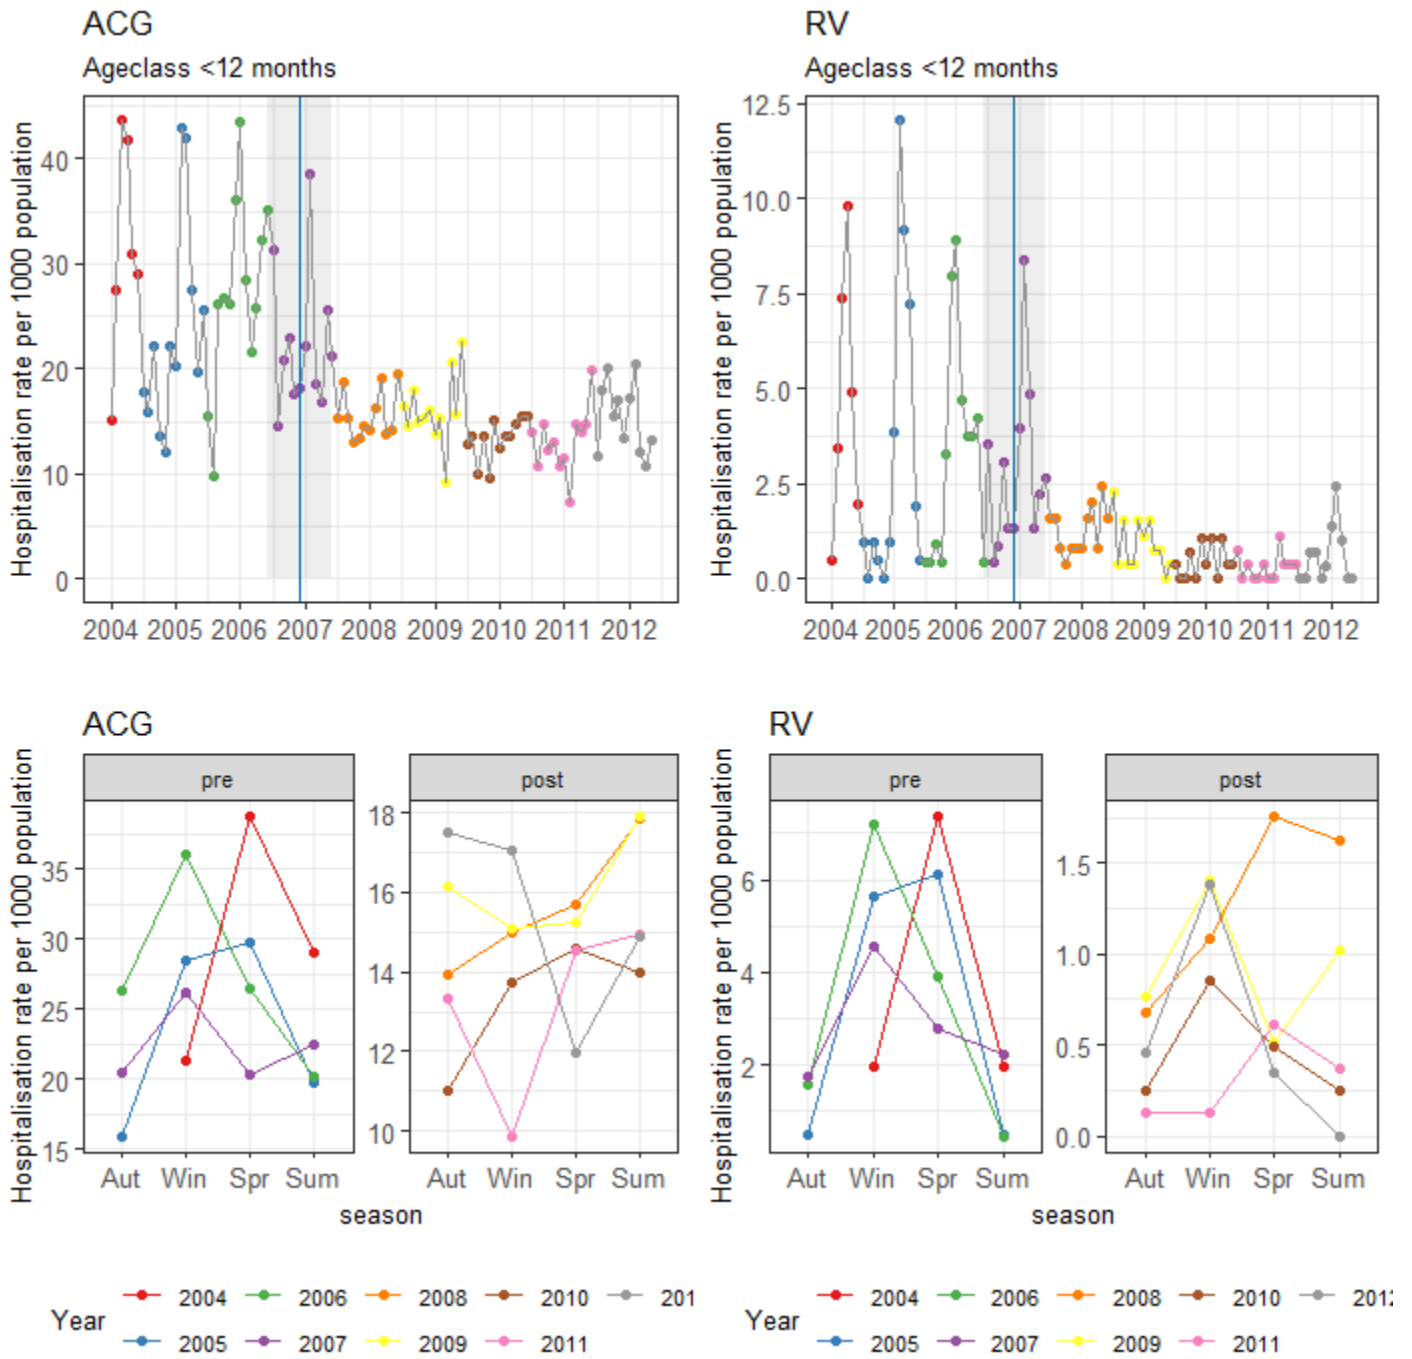 ACG
Ageclass <12 months
Hospitalisation rate per 1000 population
40
30
20
10
0
2004 2005 2006 2007 2008 2009 2010 2011 2012
RV
Ageclass <12 months
Hospitalisation rate per 1000 population
12.5
10.0
7.5
5.0
2.5
0.0
2004 2005 2006 2007 2008 2009 2010 2011 2012
ACG
Hospitalisation rate per 1000 population
pre
35
30
25
20
15
Aut Win Spr Sum
post
18
16
14
12
10
Aut Win Spr Sum
season
RV
Hospitalisation rate per 1000 population
pre
6
4
2
Aut Win Spr Sum
post
1.5
1.0
0.5
0.0
Aut Win Spr Sum
season
Year
2004 2006 2008 2010 201
2005 2007 2009 2011
Year
2004 2006 2008 2010 2012
2005 2007 2009 2011